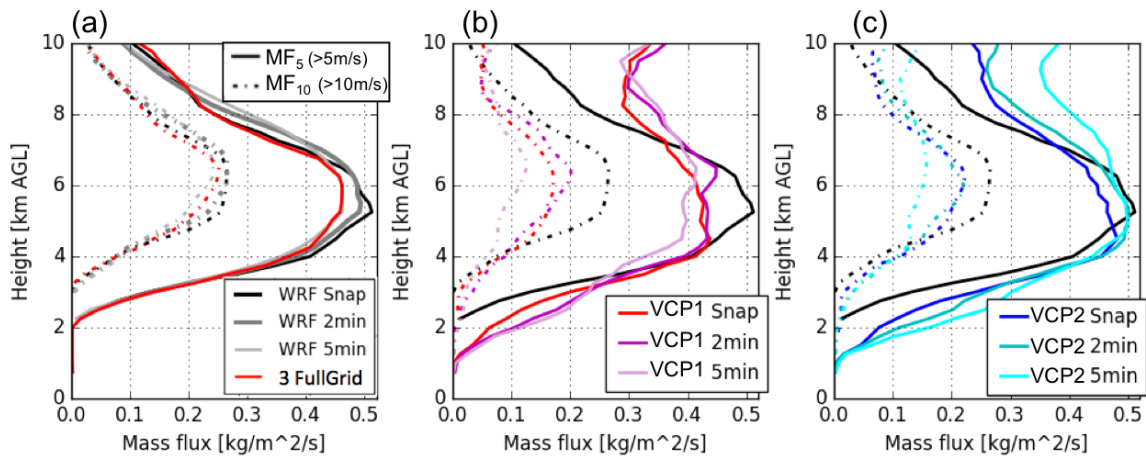 (a)
(b)
(c)
MF5 (>5m/s)
MF10 (>10m/s)
WRF Snap
WRF 2min
WRF 5min
3 FullGrid
Height [km AGL]
10
8
6
4
2
0
0.0 0.1 0.2 0.3 0.4 0.5
Mass flux [kg/m^2/s]
VCP1 Snap
VCP1 2min
VCP1 5min
Height [km AGL]
10
8
6
4
2
0
0.0 0.1 0.2 0.3 0.4 0.5
Mass flux [kg/m^2/s]
VCP2 Snap
VCP2 2min
VCP2 5min
Height [km AGL]
10
8
6
4
2
0
0.0 0.1 0.2 0.3 0.4 0.5
Mass flux [kg/m^2/s]